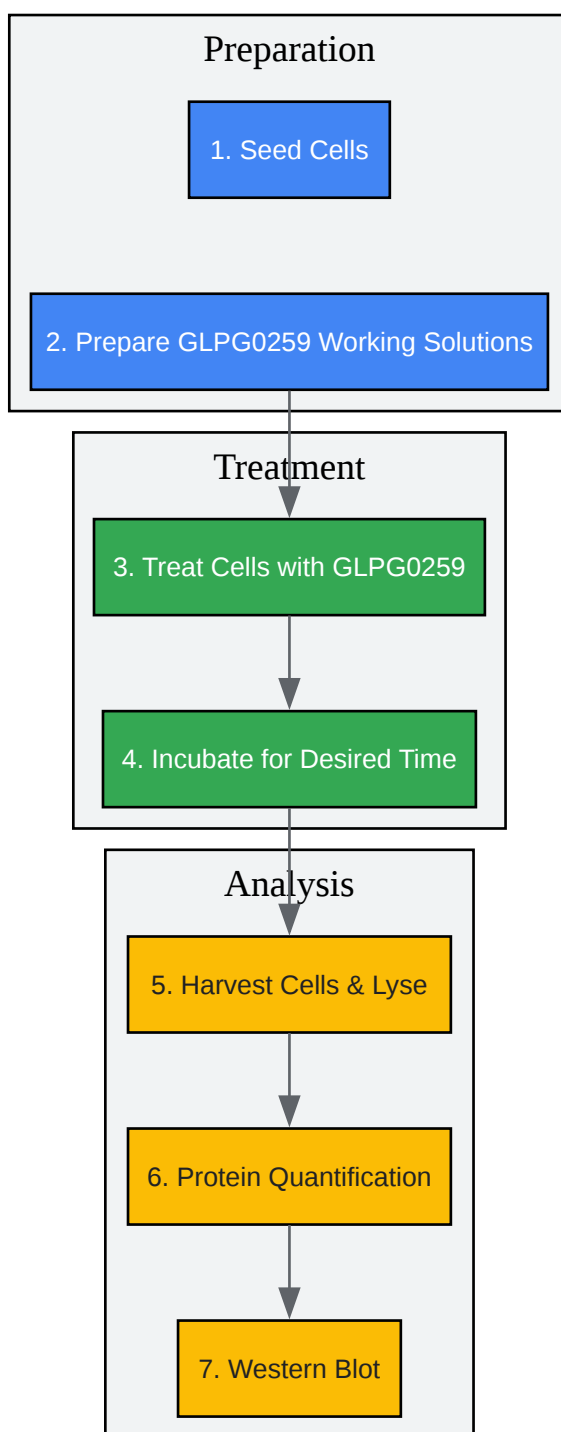 Preparation
1. Seed Cells
2. Prepare GLPG0259 Working Solutions
Treatment
3. Treat Cells with GLPG0259
4. Incubate for Desired Time
Analysis
5. Harvest Cells & Lyse
6. Protein Quantification
7. Western Blot